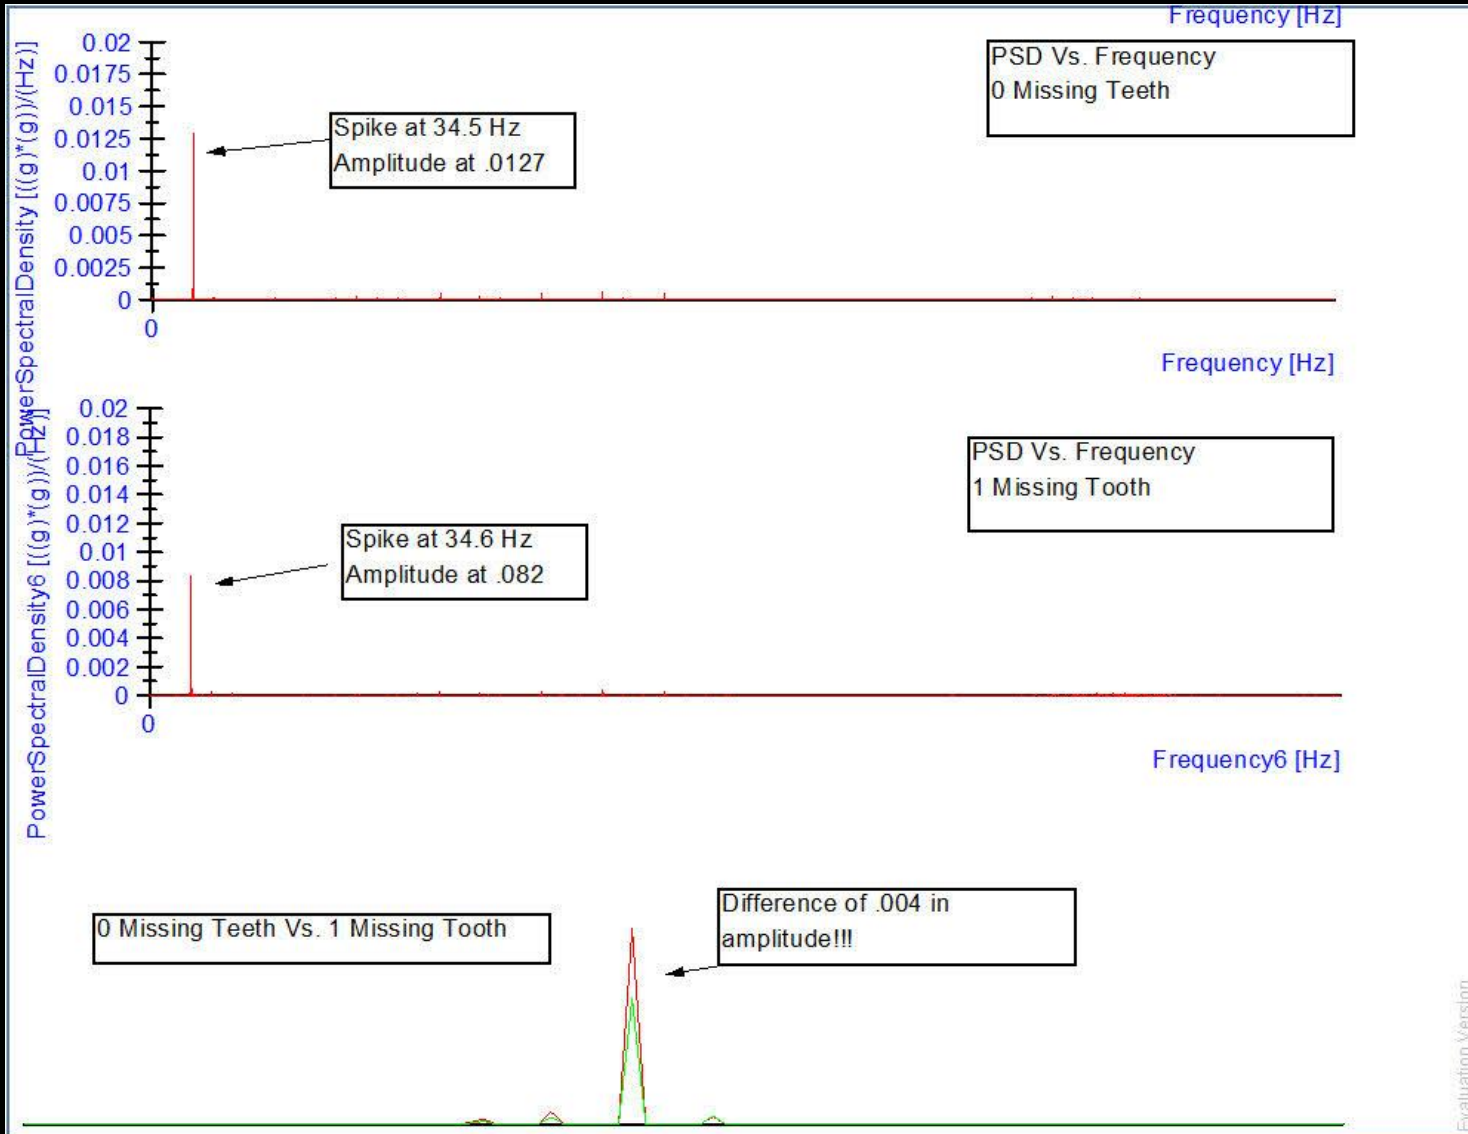 Frequency [Hz]
PowerSpectralDensity [((g)*(g))/(Hz)]
0.02
0.0175
0.015
0.0125
0.01
0.0075
0.005
0.0025
0
0
PSD Vs. Frequency
0 Missing Teeth
Spike at 34.5 Hz
Amplitude at .0127
Frequency [Hz]
PowerSpectralDensity6 [((g)*(g))/(Hz)]
0.02
0.018
0.016
0.014
0.012
0.01
0.008
0.006
0.004
0.002
0
0
PSD Vs. Frequency
1 Missing Tooth
Spike at 34.6 Hz
Amplitude at .082
Frequency6 [Hz]
0 Missing Teeth Vs. 1 Missing Tooth
Difference of .004 in
amplitude!!!
Evaluation Version